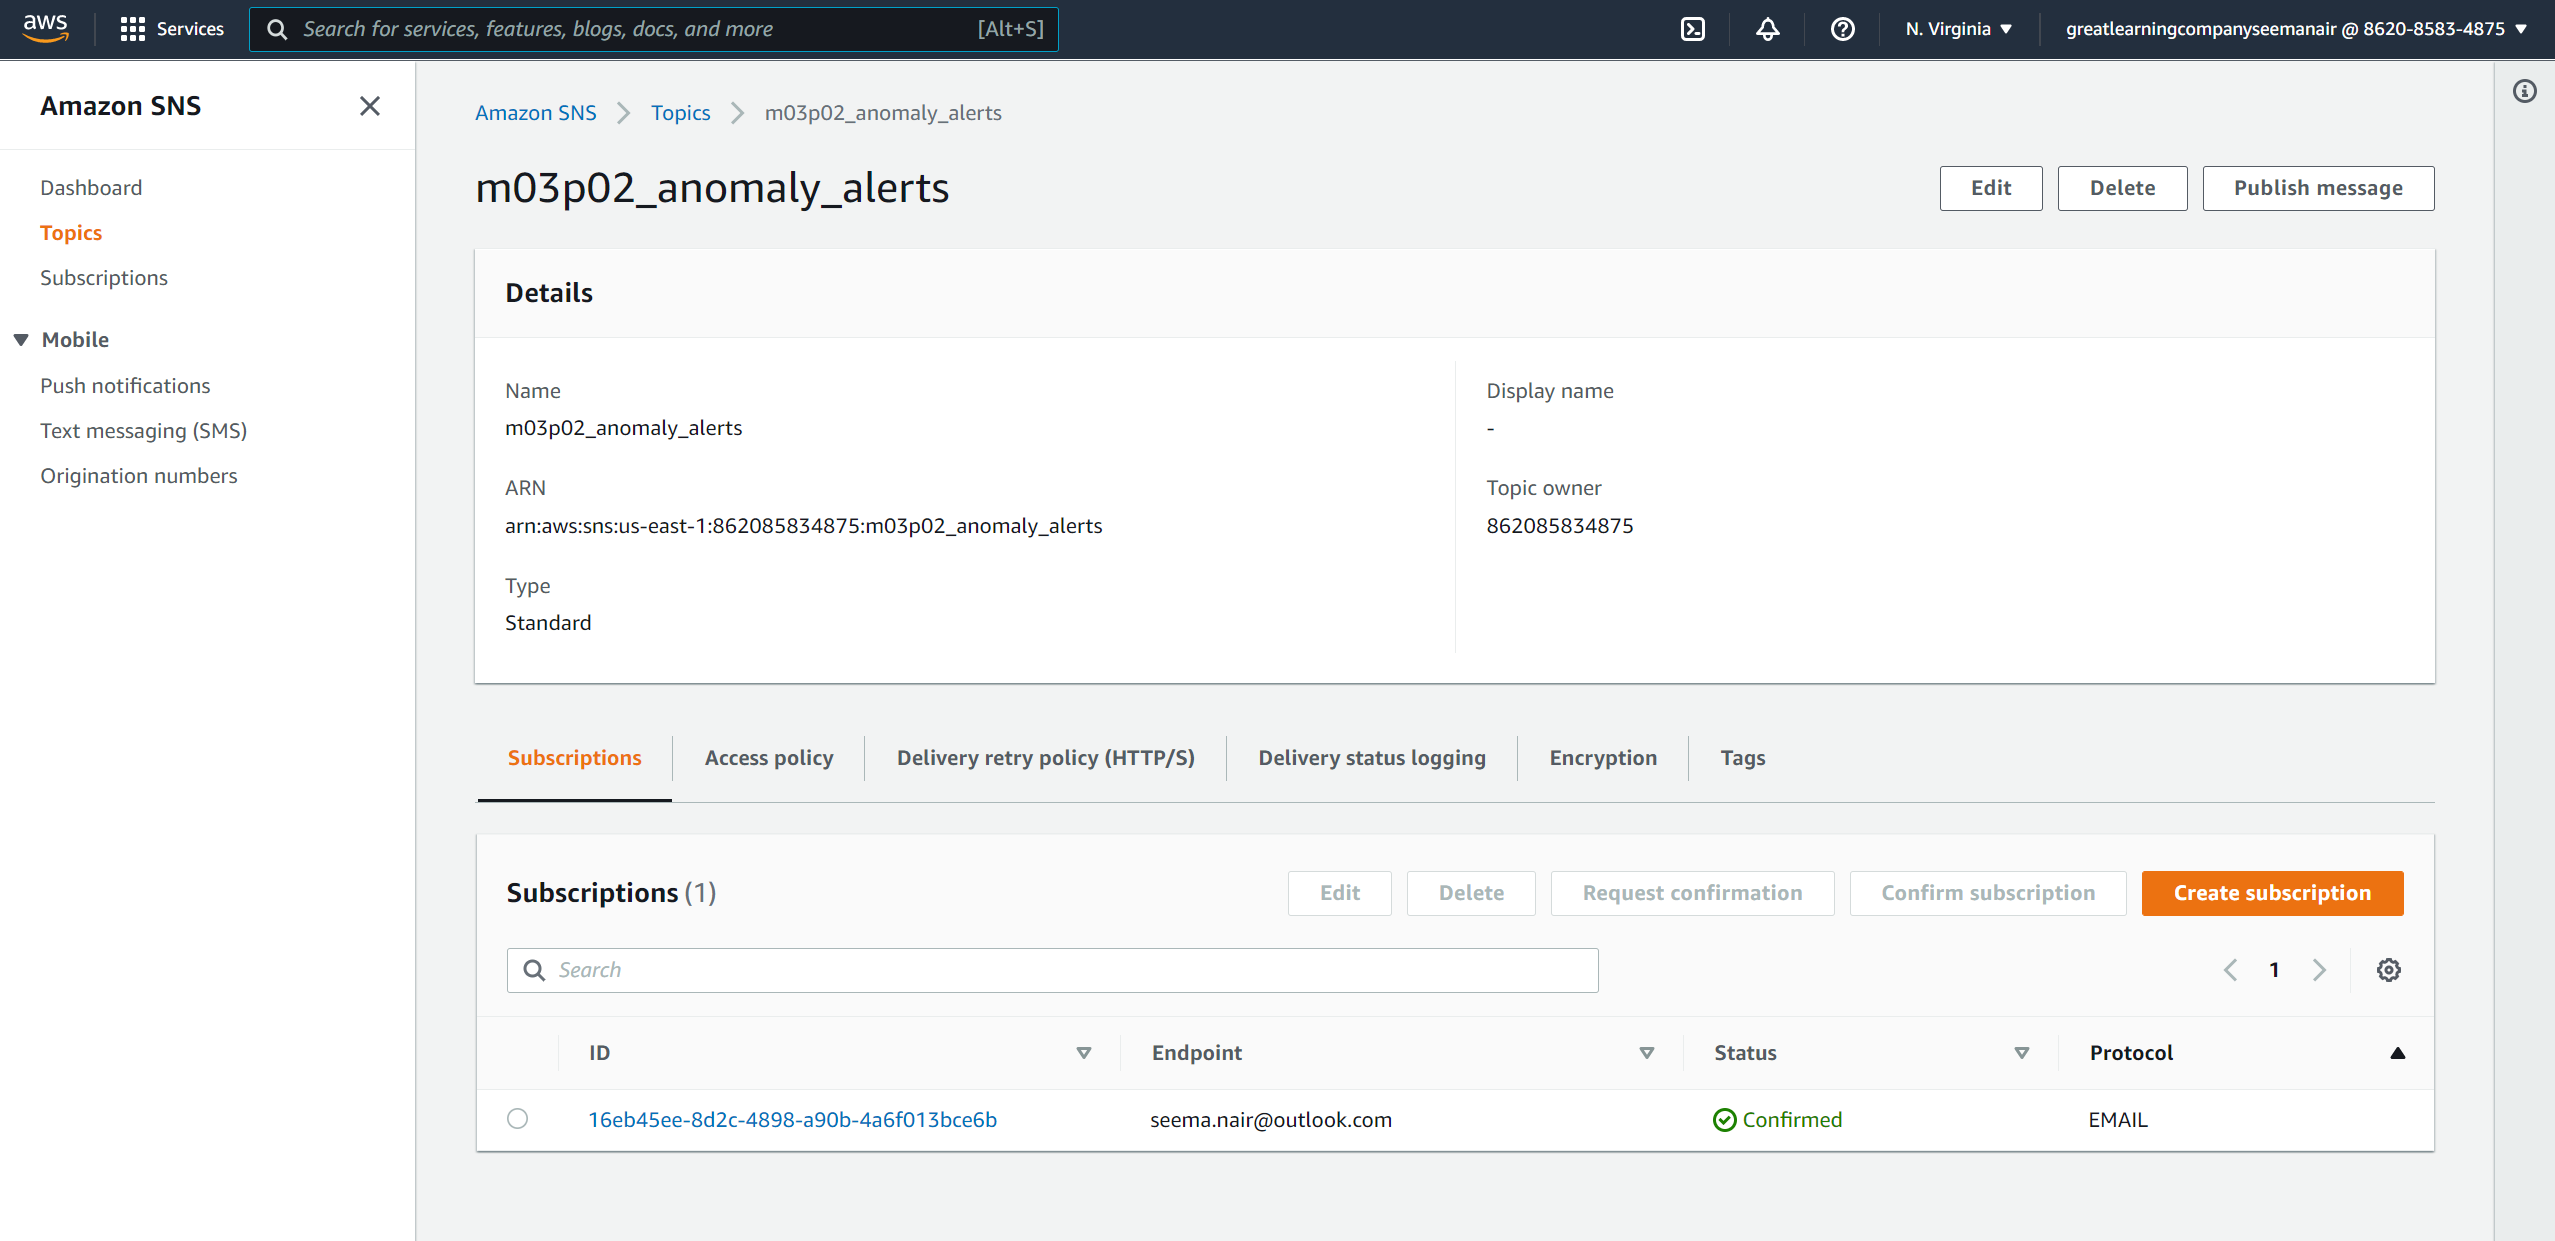 aws
Services
Search for services, features, blogs, docs, and more [Alt+S]
N. Virginia
greatlearningcompanyseemanair @ 8620-8583-4875
Amazon SNS
Dashboard
Topics
Subscriptions
Mobile
Push notifications
Text messaging (SMS)
Origination numbers
Amazon SNS
Topics
m03p02_anomaly_alerts
m03p02_anomaly_alerts
Edit
Delete
Publish message
Details
Name
m03p02_anomaly_alerts
ARN
arn:aws:sns:us-east-1:862085834875:m03p02_anomaly_alerts
Type
Standard
Display name
-
Topic owner
862085834875
Subscriptions
Access policy
Delivery retry policy (HTTP/S)
Delivery status logging
Encryption
Tags
Subscriptions (1)
Edit
Delete
Request confirmation
Confirm subscription
Create subscription
Search
1
ID
Endpoint
Status
Protocol
16eb45ee-8d2c-4898-a90b-4a6f013bce6b
seema.nair@outlook.com
Confirmed
EMAIL